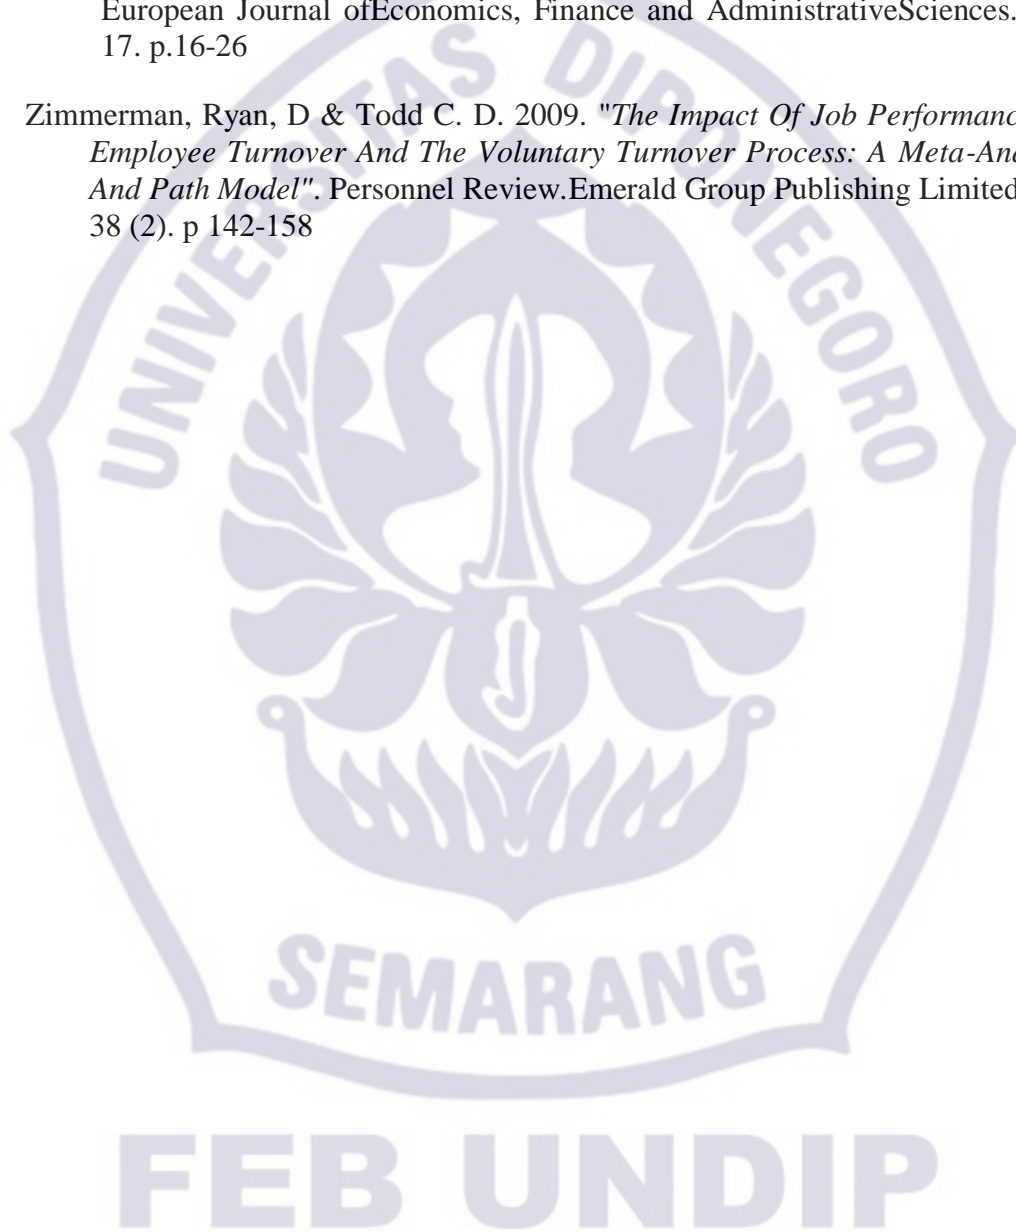 European Journal ofEconomics, Finance and AdministrativeSciences.
17. p.16-26
Zimmerman, Ryan, D & Todd C. D. 2009. "The Impact Of Job Performanc
Employee Turnover And The Voluntary Turnover Process: A Meta-Ana
And Path Model". Personnel Review.Emerald Group Publishing Limited
38 (2). p 142-158
UNIVERSITAS DIPONEGORO
SEMARANG
FEB UNDIP